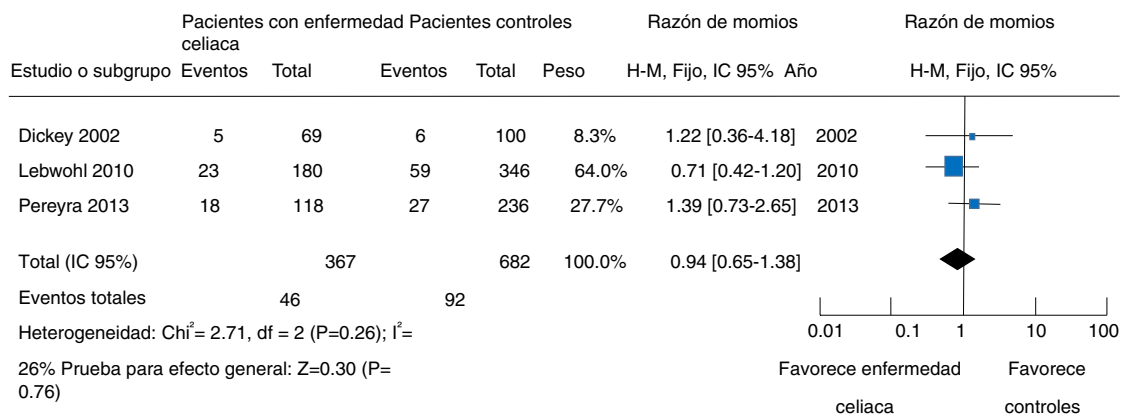 Pacientes con enfermedad Pacientes controles Razón de momios Razón de momios
celiaca
Estudio o subgrupo Eventos Total Eventos Total Peso H-M, Fijo, IC 95% Año H-M, Fijo, IC 95%
Dickey 2002 5 69 6 100 8.3% 1.22 [0.36-4.18] 2002
Lebwohl 2010 23 180 59 346 64.0% 0.71 [0.42-1.20] 2010
Pereyra 2013 18 118 27 236 27.7% 1.39 [0.73-2.65] 2013
Total (IC 95%) 367 682 100.0% 0.94 [0.65-1.38]
Eventos totales 46 92
Heterogeneidad: Chi²= 2.71, df = 2 (P=0.26); I²=
26% Prueba para efecto general: Z=0.30 (P=
0.76)
0.01 0.1 1 10 100
Favorece enfermedad Favorece
celiaca controles